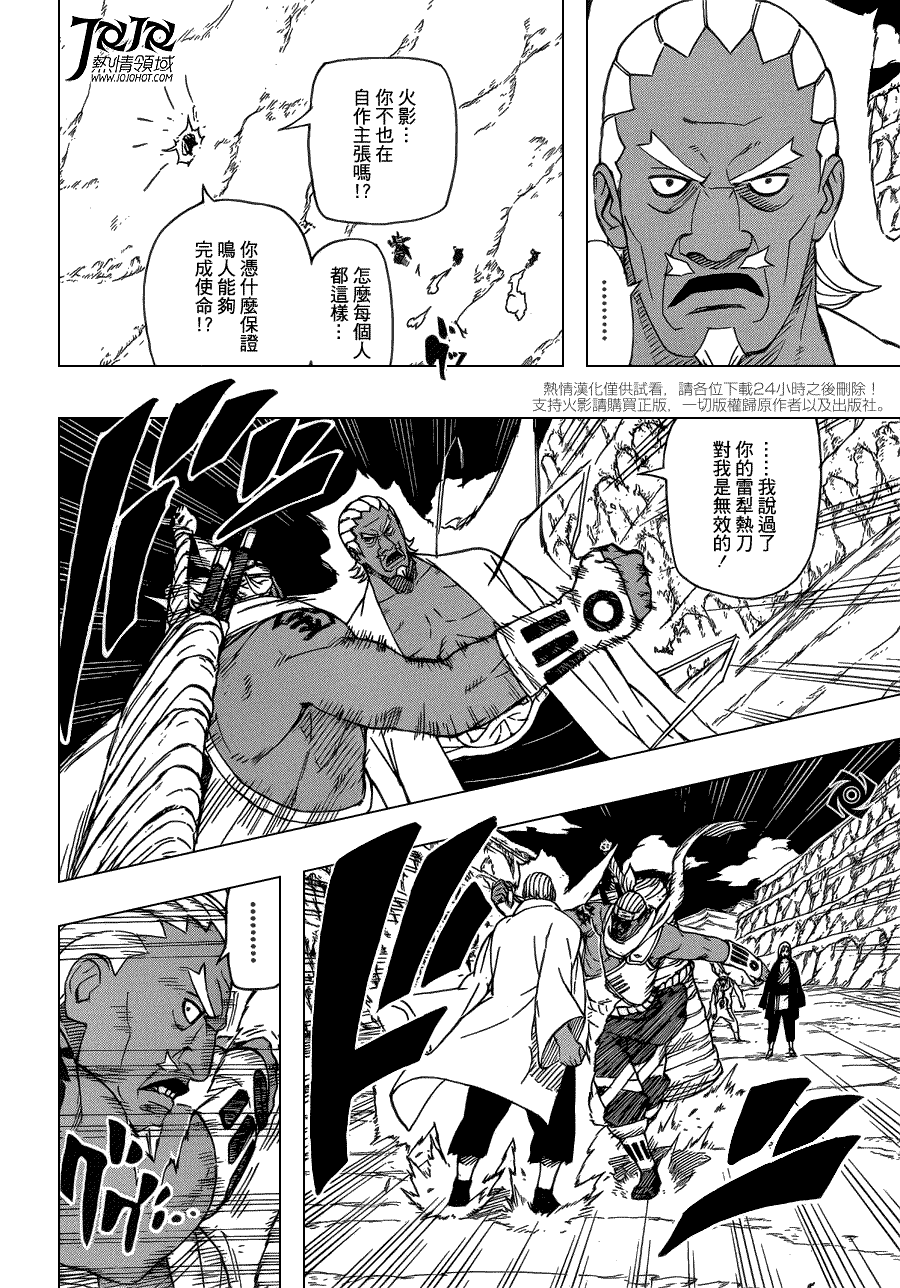 JOJO
熱情領域
WWW.JOJOHOT.COM
………
火影…
你不也在
自作主張嗎!?
怎麼每個人
都這樣…
你憑什麼保證
鳴人能夠
完成使命!?
熱情漢化僅供試看，請各位下載24小時之後刪除！
支持火影請購買正版，一切版權歸原作者以及出版社。
……我說過了
你的雷犁熱刀
對我是無效的！
………